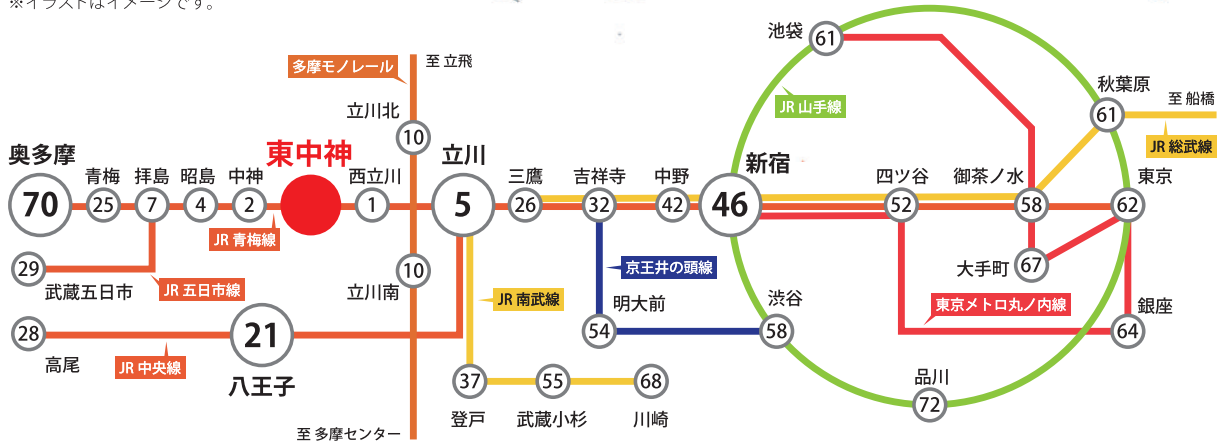 ※イラストはイメージです。
池袋
61
多摩モノレール
至 立飛
秋葉原
61
至 船橋
JR 山手線
立川北
10
JR 総武線
奥多摩
70
青梅
25
拝島
7
昭島
4
中神
2
東中神
西立川
1
立川
5
三鷹
26
吉祥寺
32
中野
42
新宿
46
四ツ谷
52
御茶ノ水
58
東京
62
JR 青梅線
29
武蔵五日市
JR 五日市線
10
立川南
京王井の頭線
大手町
67
JR 南武線
明大前
54
渋谷
58
東京メトロ丸ノ内線
銀座
64
28
高尾
JR 中央線
21
八王子
37
登戸
55
武蔵小杉
68
川崎
品川
72
至 多摩センター